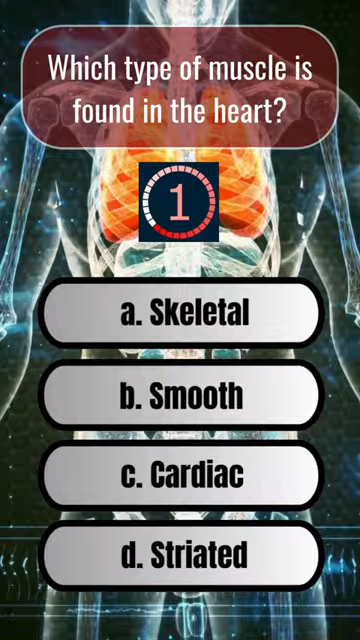 Which type of muscle is
found in the heart?
1
a. Skeletal
b. Smooth
c. Cardiac
d. Striated